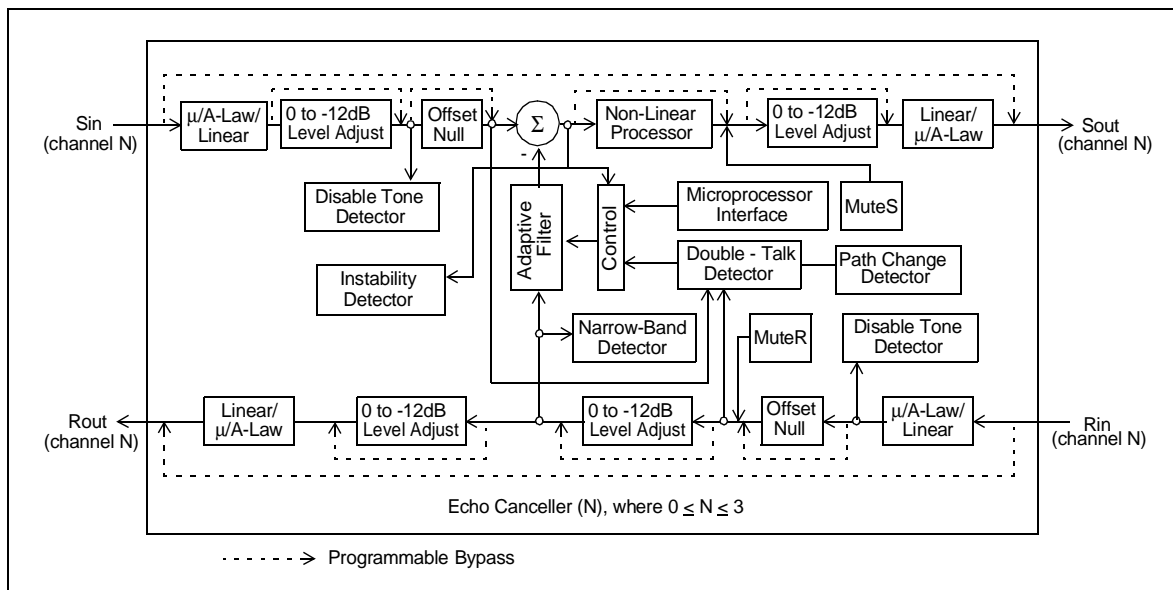 Sin
(channel N)
μ/A-Law/
Linear
0 to -12dB
Level Adjust
Offset
Null
Σ
-
Non-Linear
Processor
0 to -12dB
Level Adjust
Linear/
μ/A-Law
Sout
(channel N)
Disable Tone
Detector
Adaptive
Filter
Control
Microprocessor
Interface
MuteS
Instability
Detector
Double - Talk
Detector
Path Change
Detector
Narrow-Band
Detector
MuteR
Disable Tone
Detector
Rout
(channel N)
Linear/
μ/A-Law
0 to -12dB
Level Adjust
0 to -12dB
Level Adjust
Offset
Null
μ/A-Law/
Linear
Rin
(channel N)
Echo Canceller (N), where 0 ≤ N ≤ 3
Programmable Bypass